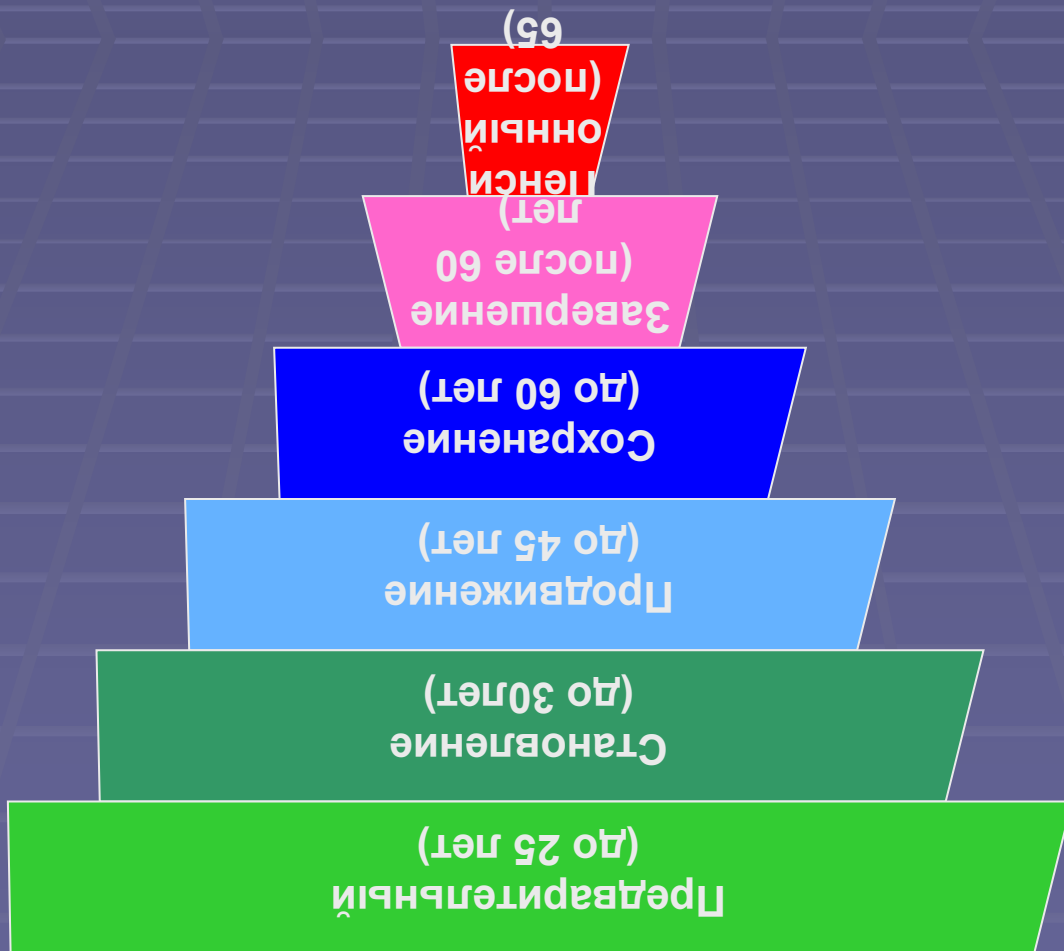 Предварительный
(до 25 лет)
Становление
(до 30лет)
Продвижение
(до 45 лет)
Сохранение
(до 60 лет)
Завершение
(после 60
лет)
Пенси
онный
(после
65)